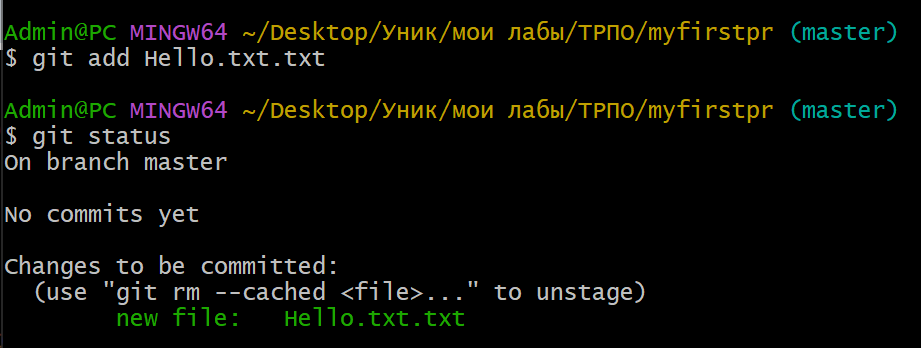 Admin@PC MINGW64 ~/Desktop/Уник/мои лабы/ТРПО/myfirstpr (master)
$ git add Hello.txt.txt
Admin@PC MINGW64 ~/Desktop/Уник/мои лабы/ТРПО/myfirstpr (master)
$ git status
On branch master
No commits yet
Changes to be committed:
  (use "git rm --cached <file>..." to unstage)
        new file:   Hello.txt.txt